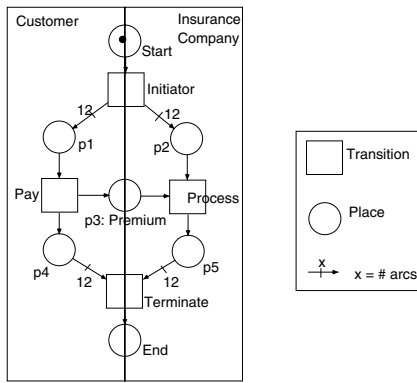 Customer
Insurance
Company
Start
Initiator
12
12
p1
p2
Pay
Process
p3: Premium
p4
p5
12
12
Terminate
End
Transition
Place
x
x = # arcs